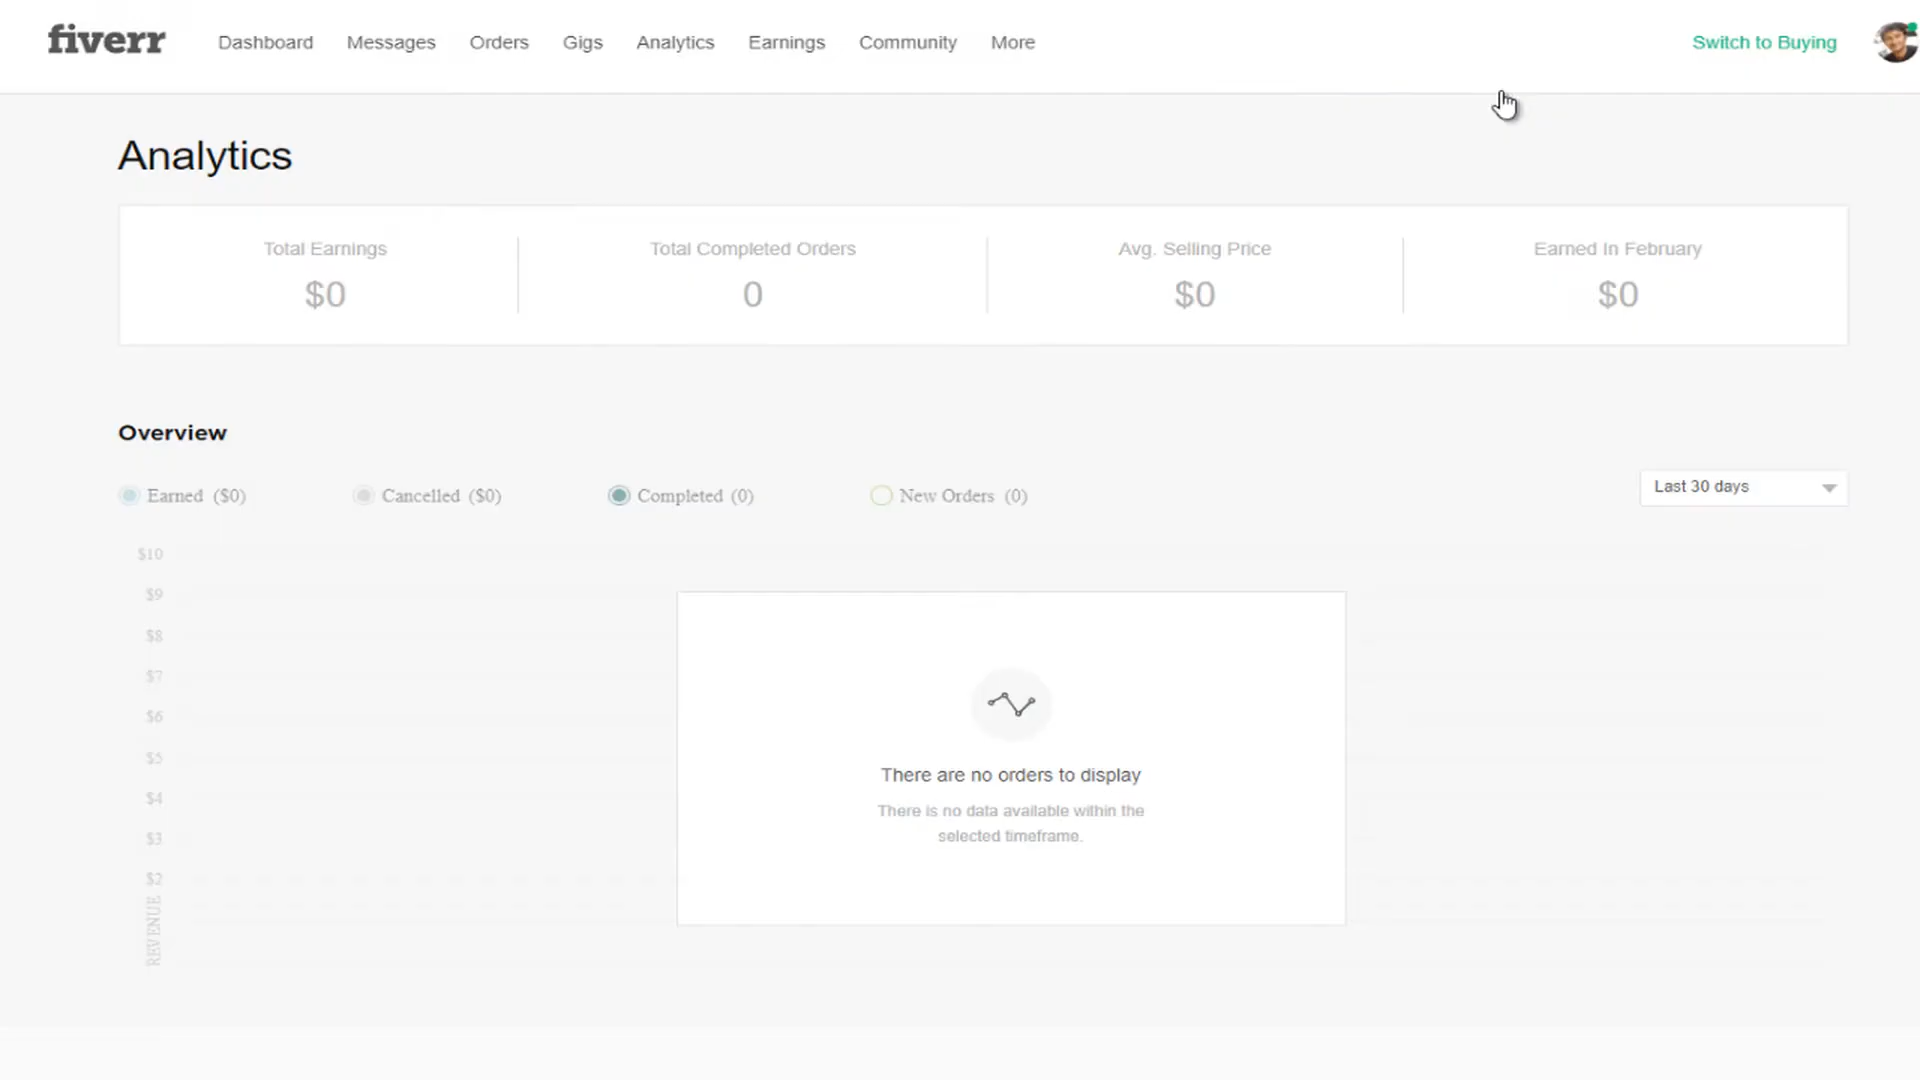 fiverr Dashboard Messages Orders Gigs Analytics Earnings Community More Switch to Buying
Analytics
Total Earnings Total Completed Orders Avg. Selling Price Earned In February
$0 0 $0 $0
Overview
Earned ($0) Cancelled ($0) Completed (0) New Orders (0) Last 30 days
$10
$9
$8
$7
$6
$5
$4
$3
$2
REVENUE
There are no orders to display
There is no data available within the
selected timeframe.